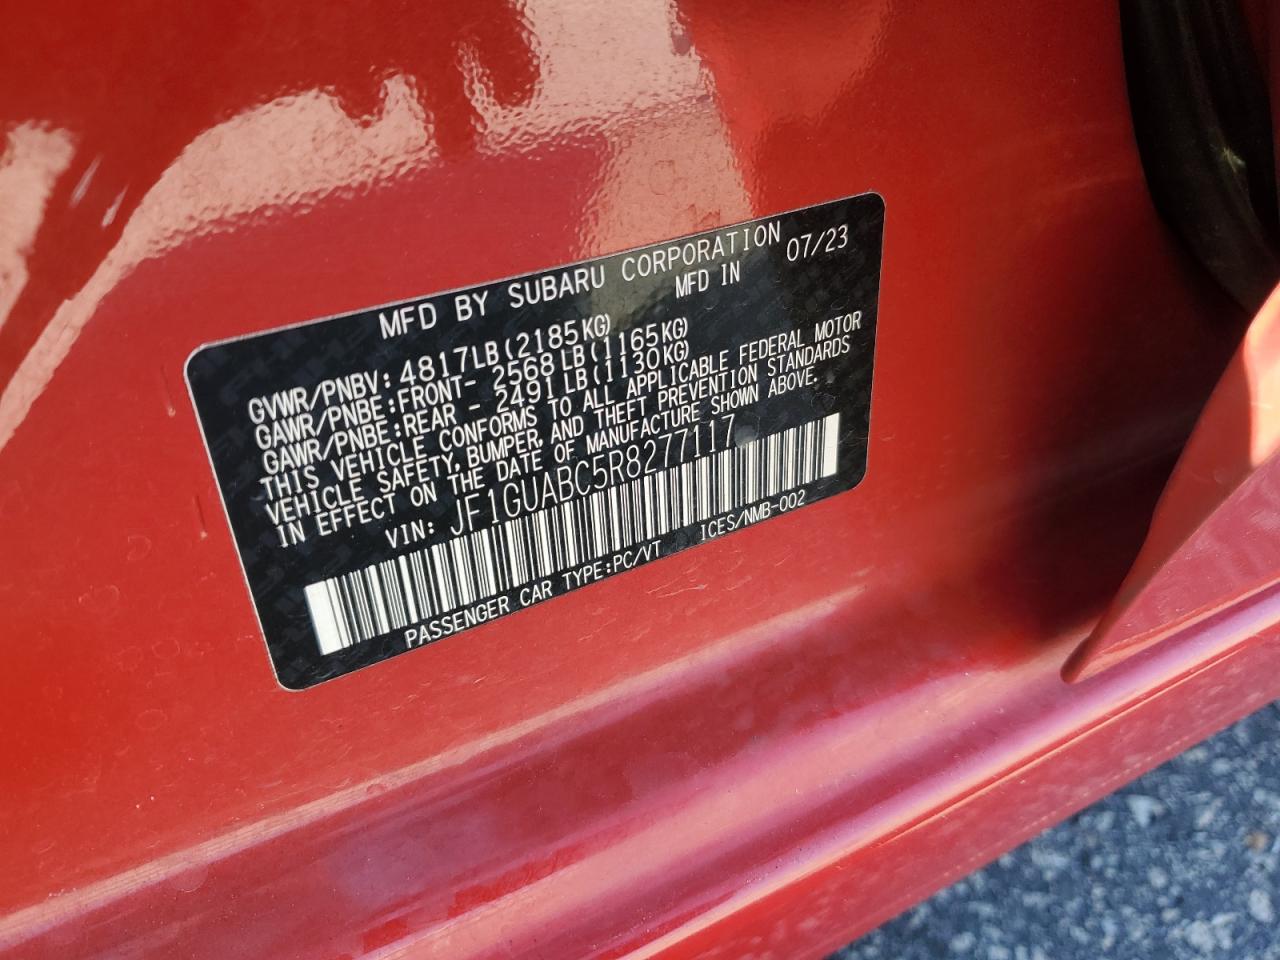 MFD BY SUBARU CORPORATION
MFD IN 07/23
GVWR/PNBV: 4817LB(2185KG)
GAWR/PNBE:FRONT- 2568LB(1165KG)
GAWR/PNBE:REAR - 2491LB(1130KG)
THIS VEHICLE CONFORMS TO ALL APPLICABLE FEDERAL MOTOR
VEHICLE SAFETY, BUMPER, AND THEFT PREVENTION STANDARDS
IN EFFECT ON THE DATE OF MANUFACTURE SHOWN ABOVE.
VIN: JF1GUABC5R8277117
PASSENGER CAR TYPE:PC/VT ICES/NMB-002